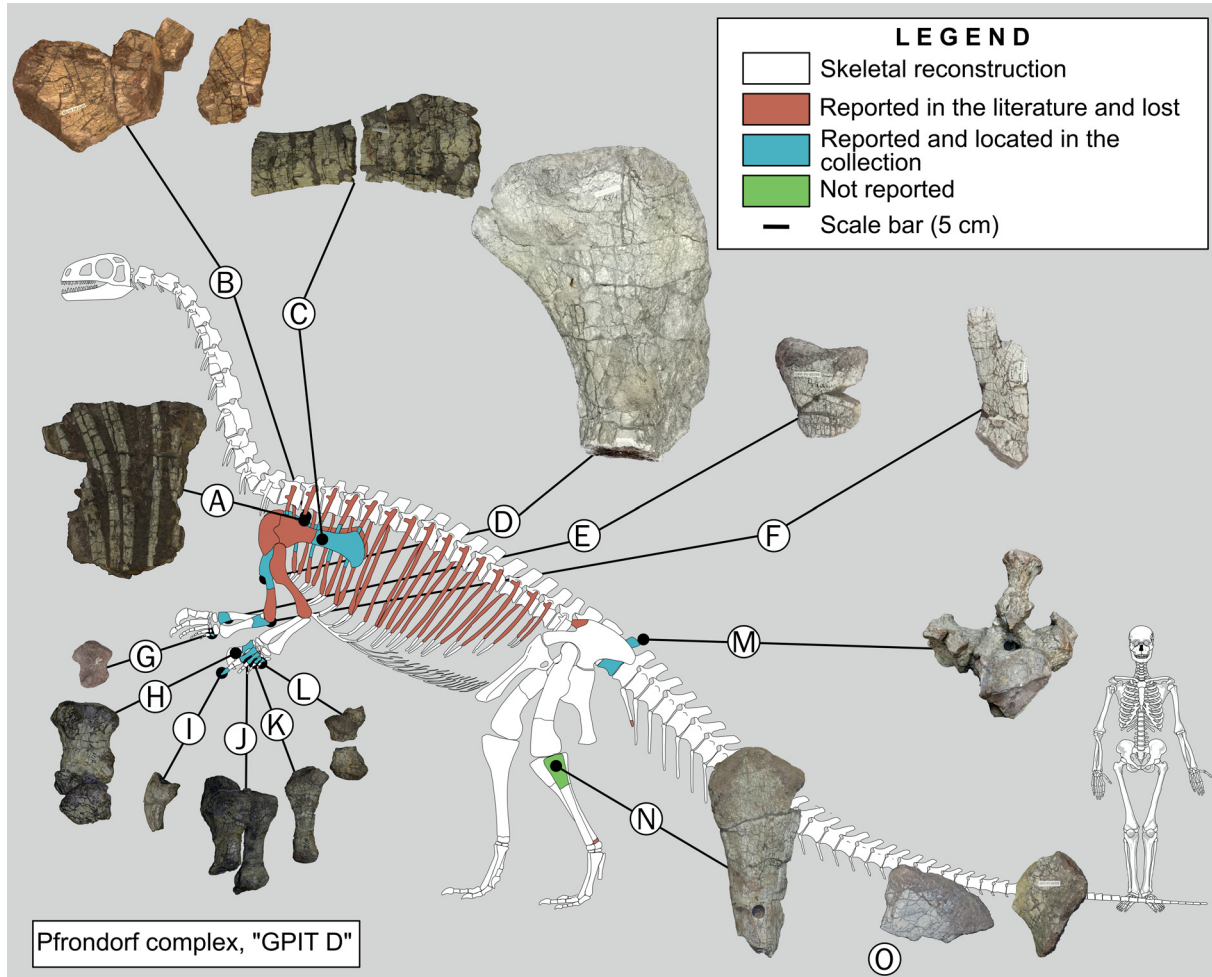 L E G E N D
Skeletal reconstruction
Reported in the literature and lost
Reported and located in the
collection
Not reported
Scale bar (5 cm)
B
C
A
D
E
F
G
H
I
J
K
L
M
N
O
Pfrondorf complex, "GPIT D"